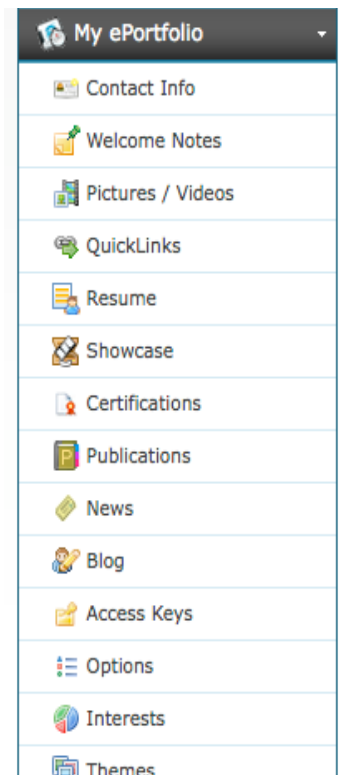 My ePortfolio
Contact Info
Welcome Notes
Pictures / Videos
QuickLinks
Resume
Showcase
Certifications
Publications
News
Blog
Access Keys
Options
Interests
Themes